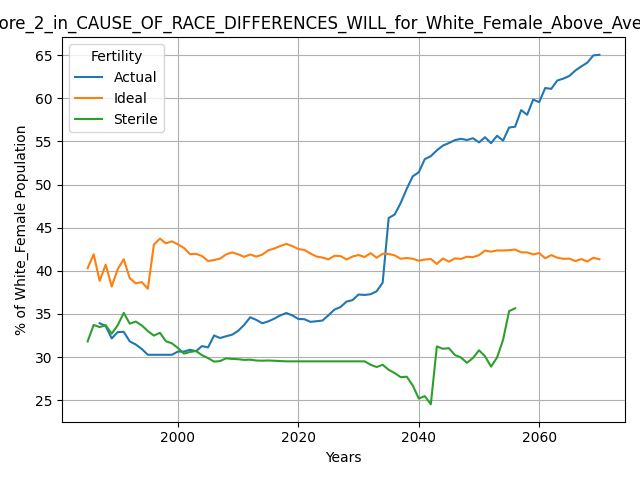 ore_2_in_CAUSE_OF_RACE_DIFFERENCES_WILL_for_White_Female_Above_Ave
Fertility
Actual
Ideal
Sterile
% of White_Female Population
65
60
55
50
45
40
35
30
25
2000 2020 2040 2060
Years